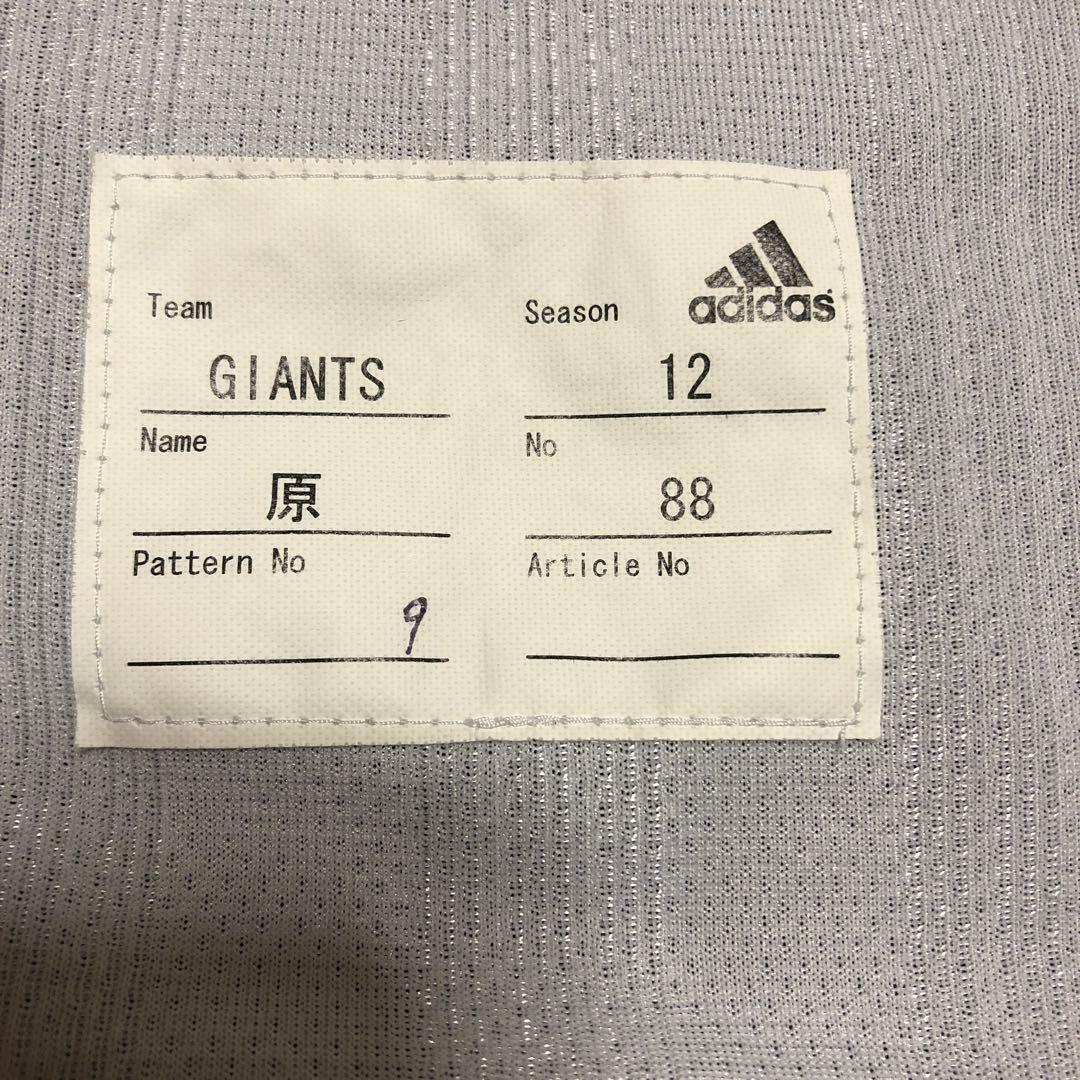 adidas
Team Season
GIANTS 12
Name No
原 88
Pattern No Article No
9